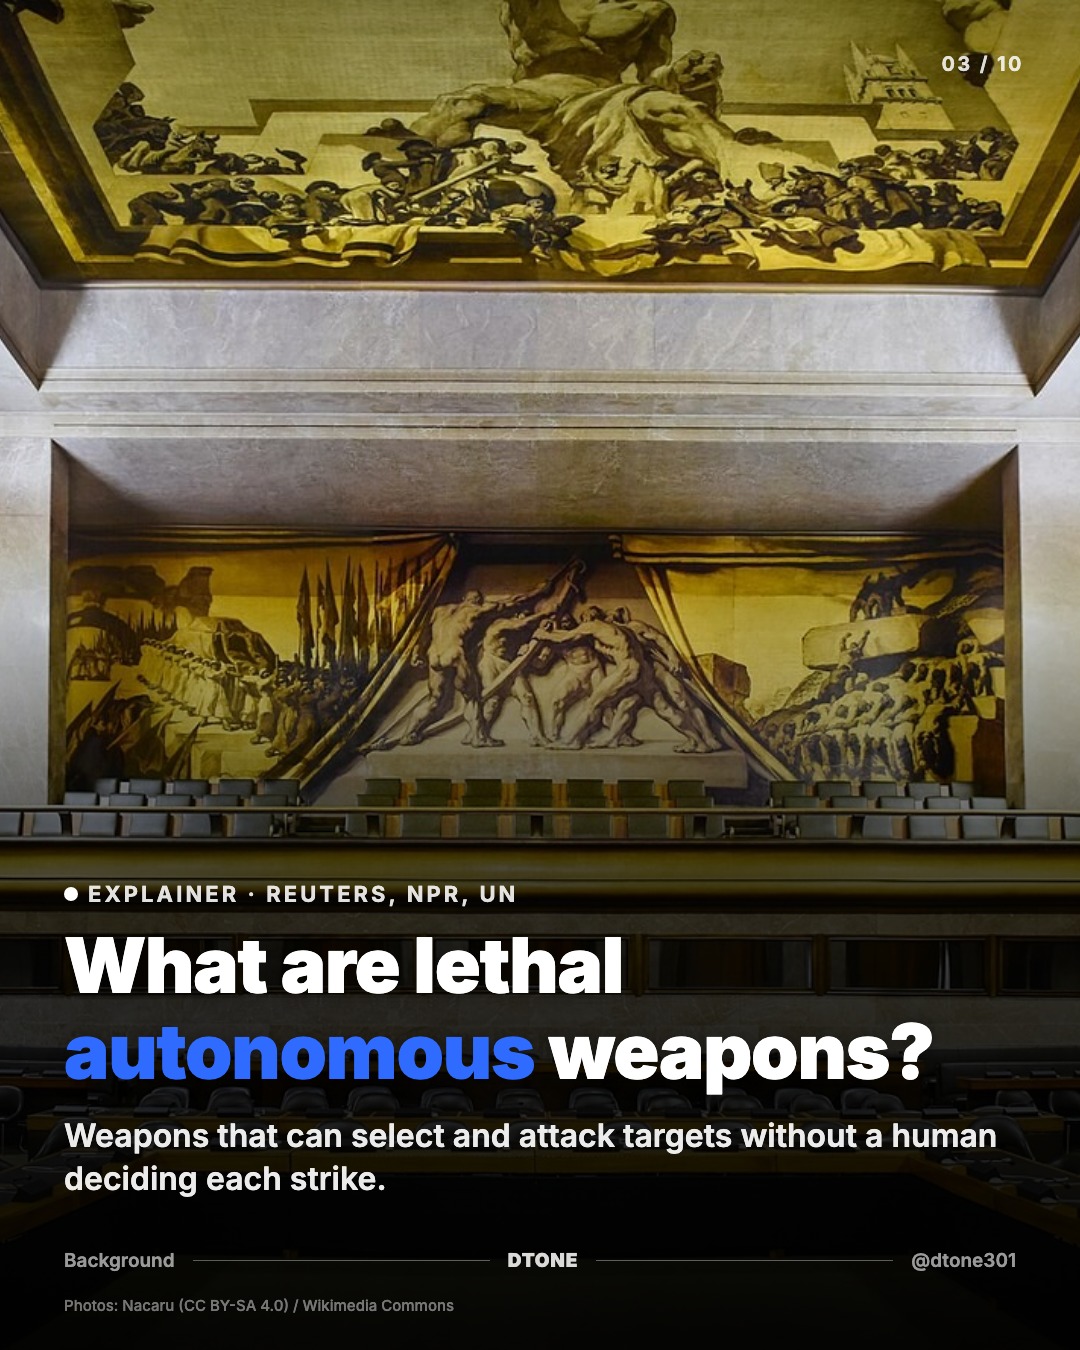 03 / 10
EXPLAINER · REUTERS, NPR, UN
What are lethal
autonomous weapons?
Weapons that can select and attack targets without a human
deciding each strike.
Background DTONE @dtone301
Photos: Nacaru (CC BY-SA 4.0) / Wikimedia Commons